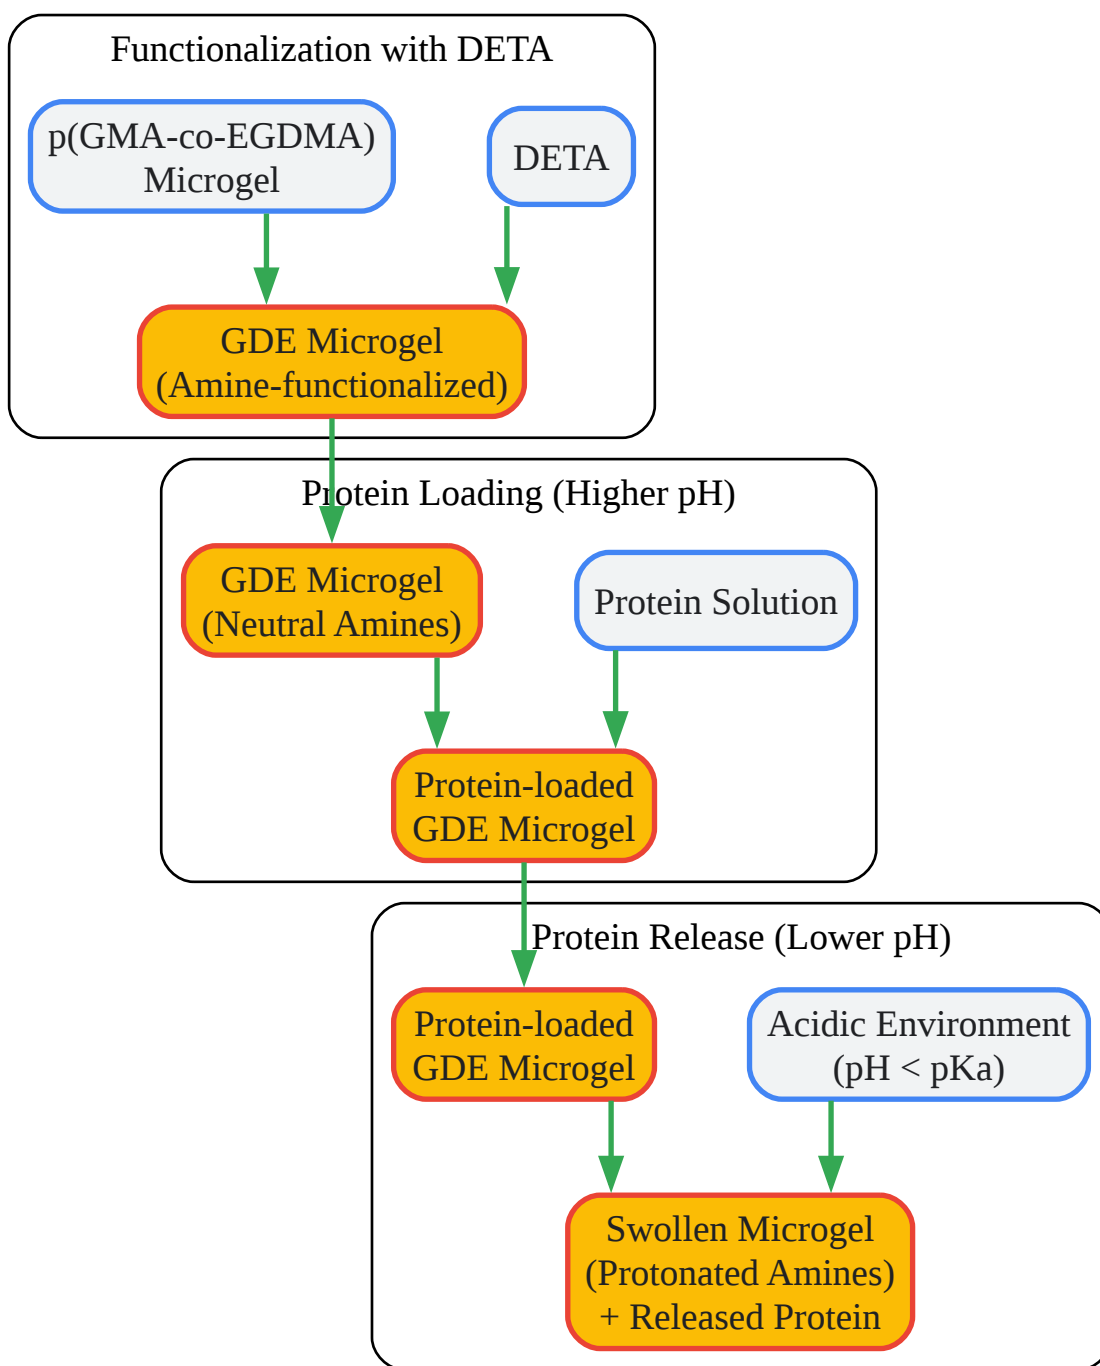 Functionalization with DETA
p(GMA-co-EGDMA)
Microgel
DETA
GDE Microgel
(Amine-functionalized)
Protein Loading (Higher pH)
GDE Microgel
(Neutral Amines)
Protein Solution
Protein-loaded
GDE Microgel
Protein Release (Lower pH)
Protein-loaded
GDE Microgel
Acidic Environment
(pH < pKa)
Swollen Microgel
(Protonated Amines)
+ Released Protein